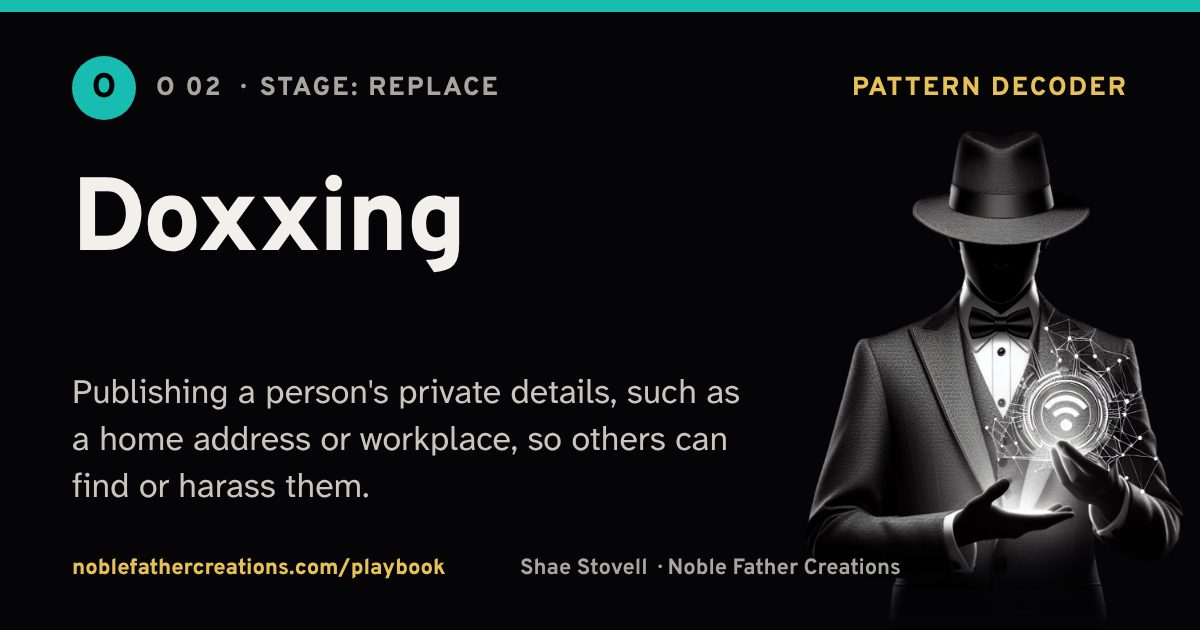 O
O 02 · STAGE: REPLACE
PATTERN DECODER
Doxxing
Publishing a person's private details, such as
a home address or workplace, so others can
find or harass them.
noblefathercreations.com/playbook
Shae Stovell · Noble Father Creations